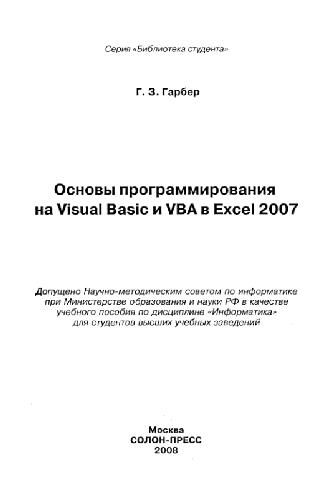 Серия «Библиотека студента»
Г. З. Гарбер
Основы программирования
на Visual Basic и VBA в Excel 2007
Допущено Научно-методическим советом по информатике
при Министерстве образования и науки РФ в качестве
учебного пособия по дисциплине «Информатика»
для студентов высших учебных заведений
Москва
СОЛОН-ПРЕСС
2008